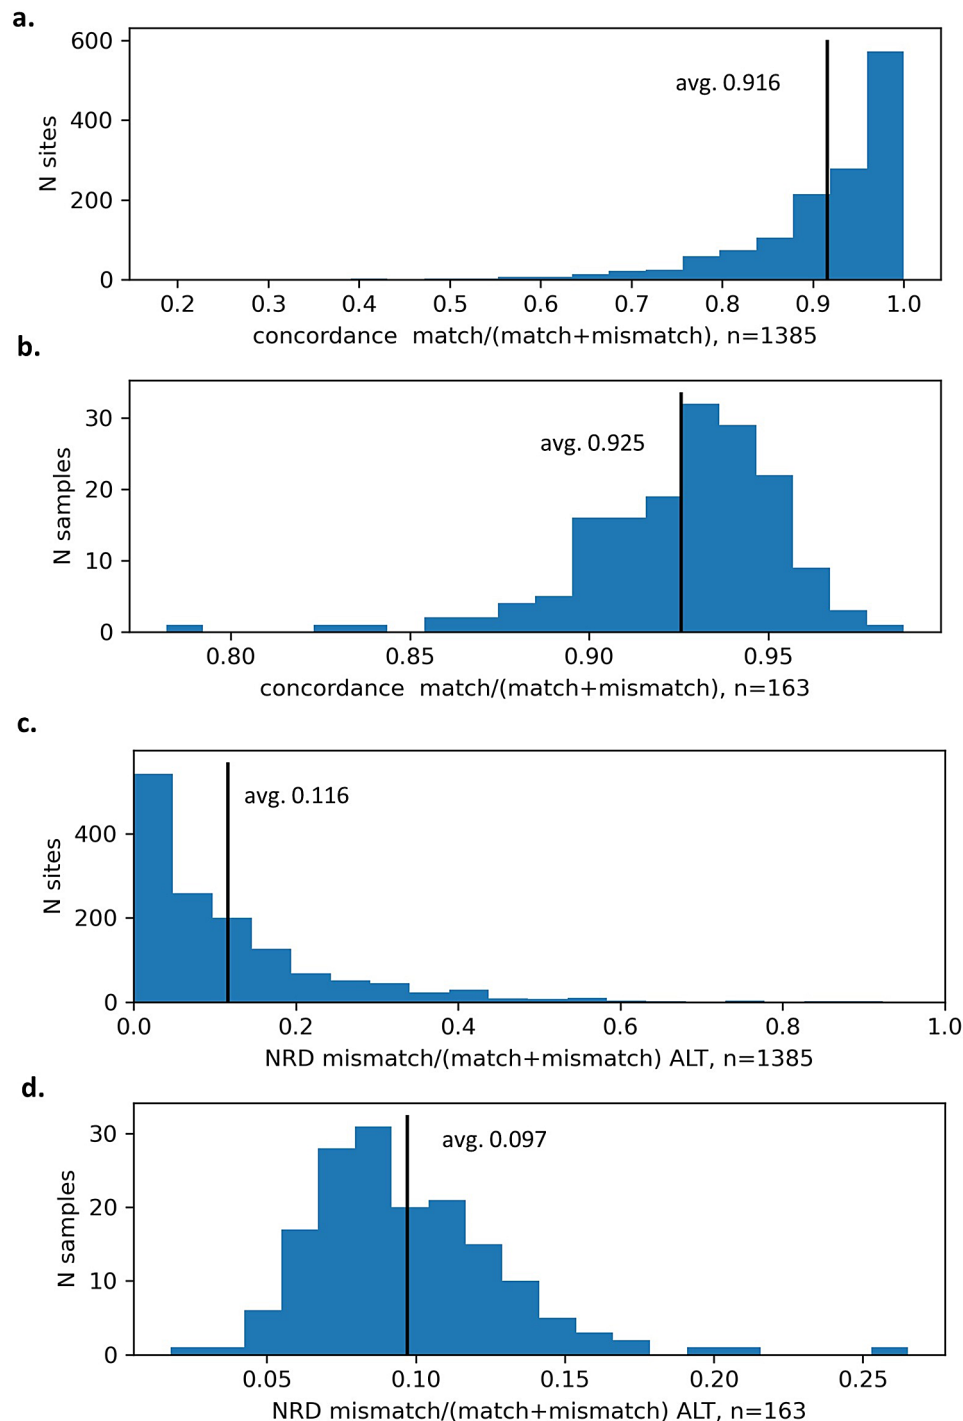 a.
600
400
200
0
N sites
avg. 0.916
0.2 0.3 0.4 0.5 0.6 0.7 0.8 0.9 1.0
concordance  match/(match+mismatch), n=1385
b.
30
20
10
0
N samples
avg. 0.925
0.80 0.85 0.90 0.95
concordance  match/(match+mismatch), n=163
c.
400
200
0
N sites
avg. 0.116
0.0 0.2 0.4 0.6 0.8 1.0
NRD mismatch/(match+mismatch) ALT, n=1385
d.
30
20
10
0
N samples
avg. 0.097
0.05 0.10 0.15 0.20 0.25
NRD mismatch/(match+mismatch) ALT, n=163